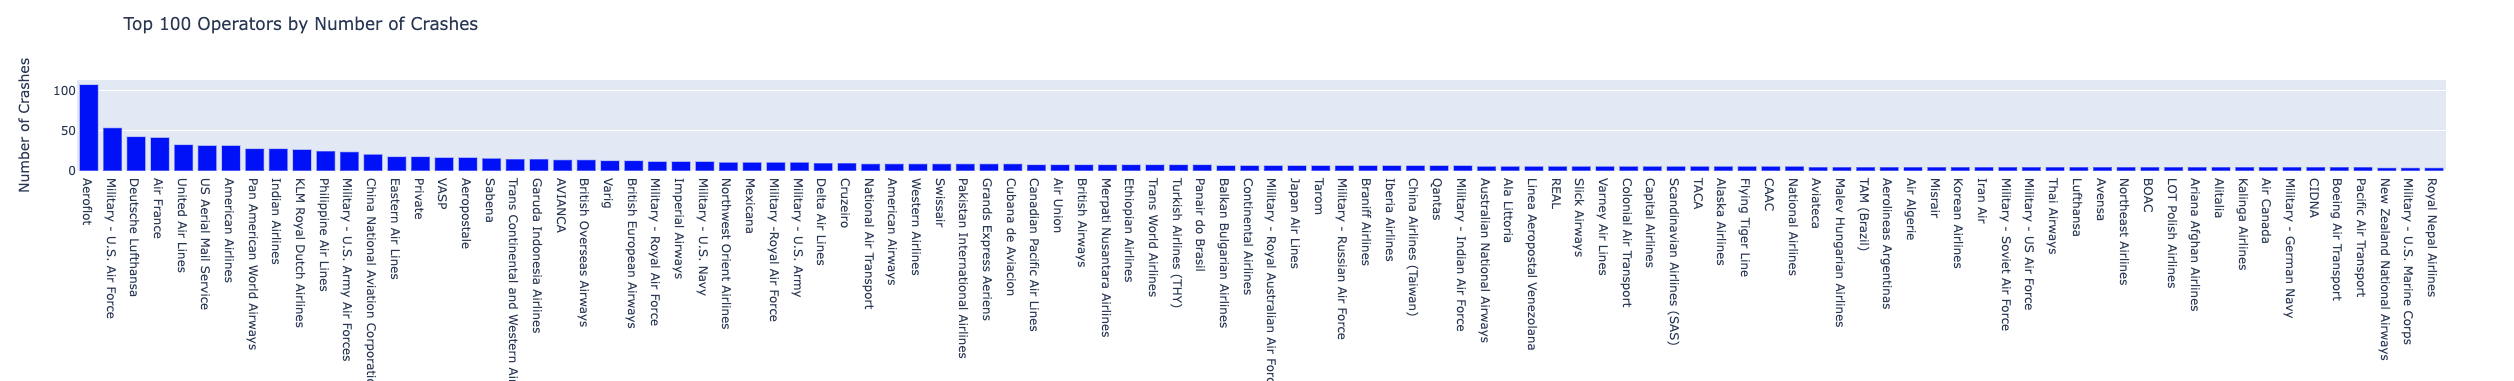 Top 100 Operators by Number of Crashes
Number of Crashes
100
50
0
Aeroflot
Military - U.S. Air Force
Deutsche Lufthansa
Air France
United Air Lines
US Aerial Mail Service
American Airlines
Pan American World Airways
Indian Airlines
KLM Royal Dutch Airlines
Philippine Air Lines
Military - U.S. Army Air Forces
China National Aviation Corporatic
Eastern Air Lines
Private
VASP
Aeropostale
Sabena
Trans Continental and Western Air
Garuda Indonesia Airlines
AVIANCA
British Overseas Airways
Varig
British European Airways
Military - Royal Air Force
Imperial Airways
Military - U.S. Navy
Northwest Orient Airlines
Mexicana
Military -Royal Air Force
Military - U.S. Army
Delta Air Lines
Cruzeiro
National Air Transport
American Airways
Western Airlines
Swissair
Pakistan International Airlines
Grands Express Aeriens
Cubana de Aviacion
Canadian Pacific Air Lines
Air Union
British Airways
Merpati Nusantara Airlines
Ethiopian Airlines
Trans World Airlines
Turkish Airlines (THY)
Panair do Brasil
Balkan Bulgarian Airlines
Continental Airlines
Military - Royal Australian Air Forc
Japan Air Lines
Tarom
Military - Russian Air Force
Braniff Airlines
Iberia Airlines
China Airlines (Taiwan)
Qantas
Military - Indian Air Force
Australian National Airways
Ala Littoria
Linea Aeropostal Venezolana
REAL
Slick Airways
Varney Air Lines
Colonial Air Transport
Capital Airlines
Scandinavian Airlines (SAS)
TACA
Alaska Airlines
Flying Tiger Line
CAAC
National Airlines
Aviateca
Malev Hungarian Airlines
TAM (Brazil)
Aerolineas Argentinas
Air Algerie
Misrair
Korean Airlines
Iran Air
Military - Soviet Air Force
Military - US Air Force
Thai Airways
Lufthansa
Avensa
Northeast Airlines
BOAC
LOT Polish Airlines
Ariana Afghan Airlines
Alitalia
Kalinga Airlines
Air Canada
Military - German Navy
CIDNA
Boeing Air Transport
Pacific Air Transport
New Zealand National Airways
Military - U.S. Marine Corps
Royal Nepal Airlines